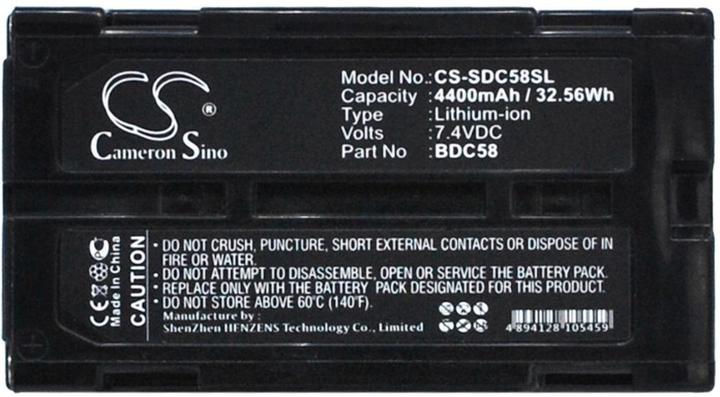 CS
®
Cameron Sino
Model No.: CS-SDC58SL
Capacity : 4400mAh / 32.56Wh
Type : Lithium-ion
Volts : 7.4VDC
Part No : BDC58
CE
Made In China
CAUTION
• DO NOT CRUSH, PUNCTURE, SHORT EXTERNAL CONTACTS OR DISPOSE OF IN
FIRE OR WATER.
• DO NOT ATTEMPT TO DISASSEMBLE, OPEN OR SERVICE THE BATTERY PACK.
• REPLACE ONLY WITH THE BATTERY PACK DESIGNATED FOR THIS PRODUCT.
• DO NOT STORE ABOVE 60°C (140°F)
Manufacture by :
ShenZhen HENZENS Technology Co., Limited
4 894128 105459